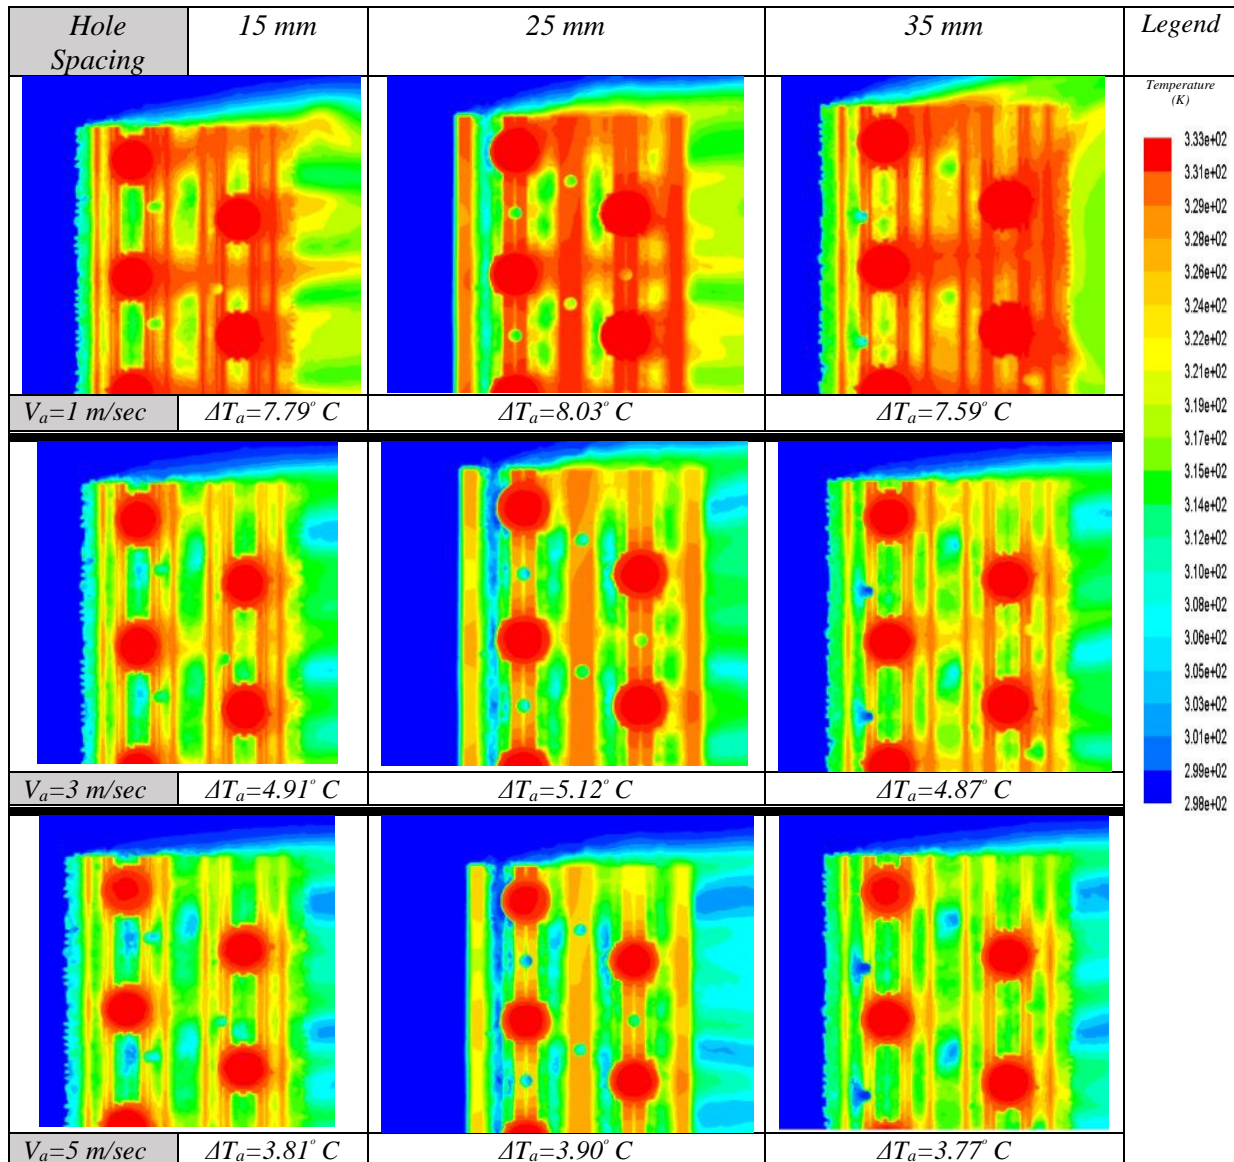 Hole Spacing
15 mm
25 mm
35 mm
Legend
Temperature
(K)
3.33e+02
3.31e+02
3.29e+02
3.28e+02
3.26e+02
3.24e+02
3.22e+02
3.21e+02
3.19e+02
3.17e+02
3.15e+02
3.14e+02
3.12e+02
3.10e+02
3.08e+02
3.06e+02
3.05e+02
3.03e+02
3.01e+02
2.99e+02
2.98e+02
Va=1 m/sec
ΔTa=7.79° C
ΔTa=8.03° C
ΔTa=7.59° C
Va=3 m/sec
ΔTa=4.91° C
ΔTa=5.12° C
ΔTa=4.87° C
Va=5 m/sec
ΔTa=3.81° C
ΔTa=3.90° C
ΔTa=3.77° C